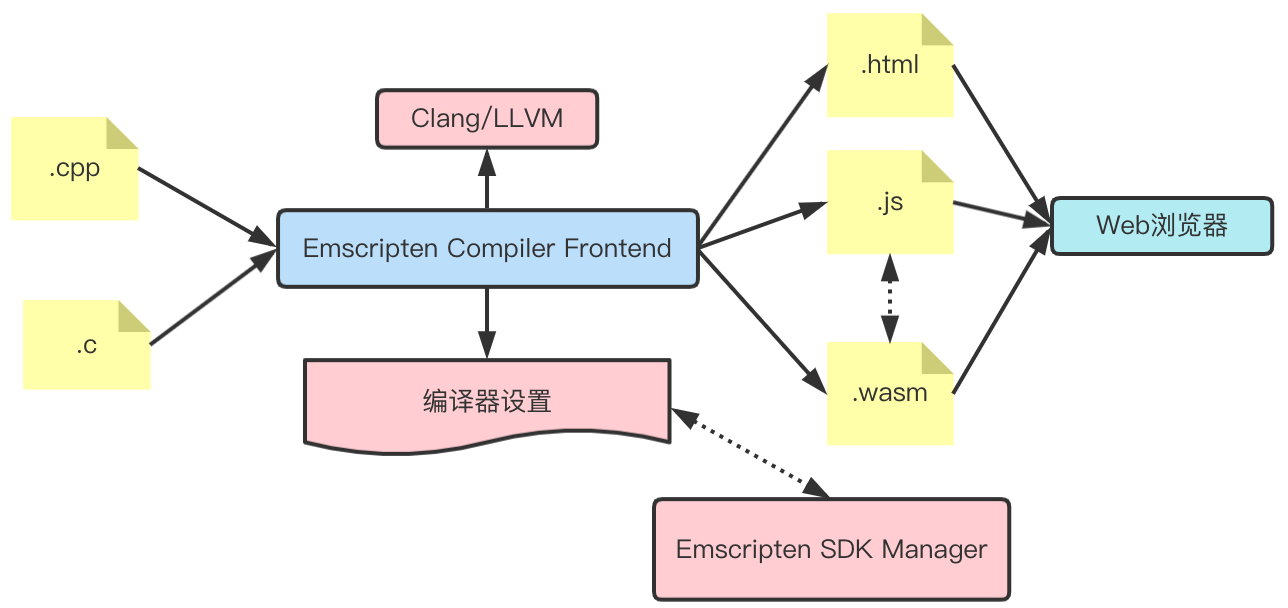 .html
Clang/LLVM
.cpp
.js
Web浏览器
Emscripten Compiler Frontend
.c
编译器设置
.wasm
Emscripten SDK Manager